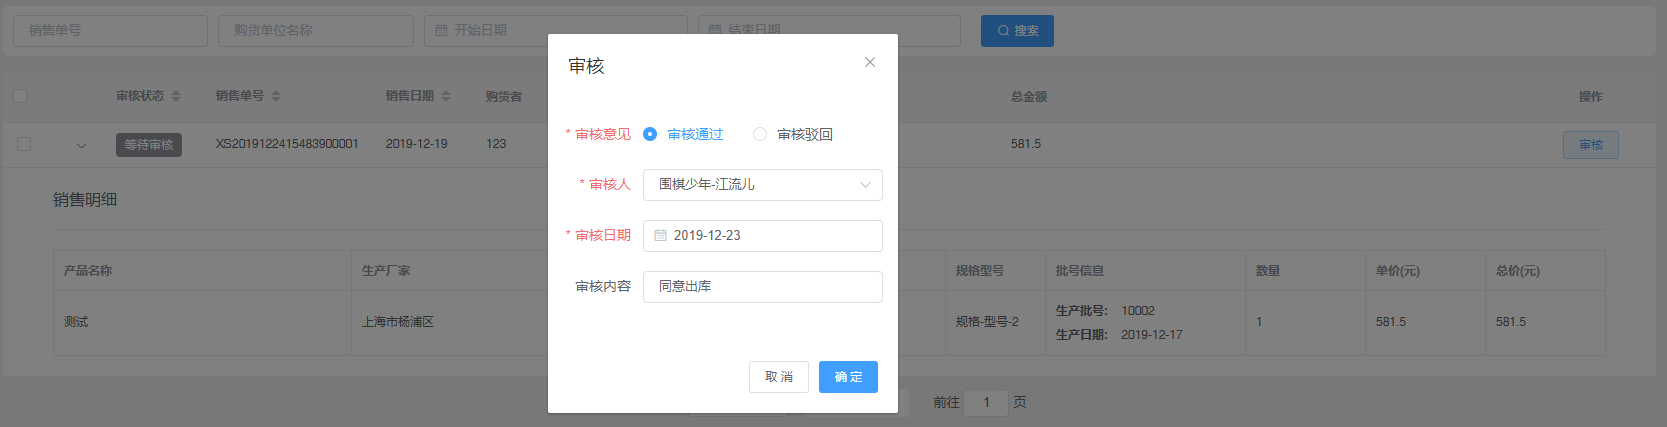 销售单号 购货单位名称 开始日期 结束日期 搜索
审核状态 销售单号 销售日期 购货者 总金额 操作
等待审核 XS2019122415483900001 2019-12-19 123 581.5 审核
销售明细
产品名称 生产厂家 规格型号 批号信息 数量 单价(元) 总价(元)
测试 上海市杨浦区 规格-型号-2 生产批号: 10002 1 581.5 581.5
生产日期: 2019-12-17
前往 1 页
审核
* 审核意见 审核通过 审核驳回
* 审核人 围棋少年-江流儿
* 审核日期 2019-12-23
审核内容 同意出库
取消 确定